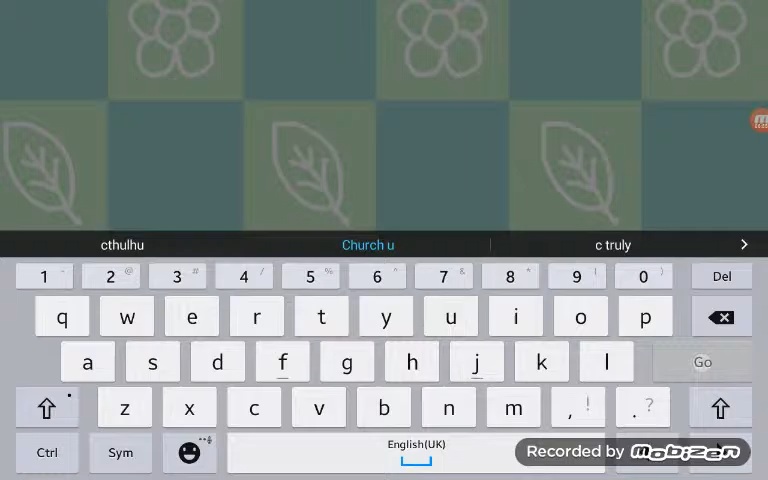 cthulhu Church u c truly >
1 - 2 @ 3 # 4 / 5 % 6 ^ 7 & 8 * 9 ( 0 ) Del
q w e r t y u i o p
a s d f g h j k l Go
z x c v b n m , ! . ?
Ctrl Sym English(UK)
Recorded by mobizen